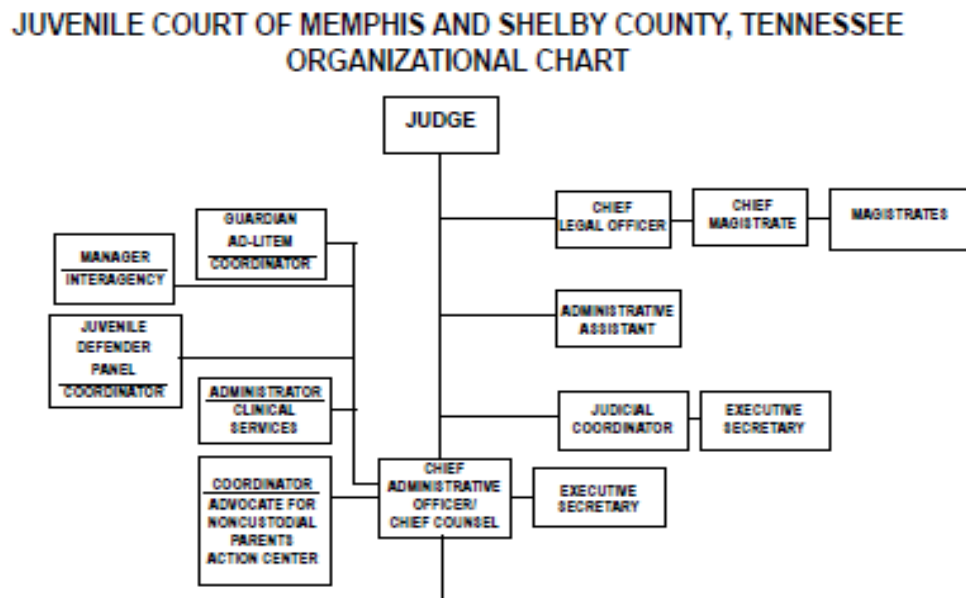 JUVENILE COURT OF MEMPHIS AND SHELBY COUNTY, TENNESSEE
ORGANIZATIONAL CHART
JUDGE
CHIEF
LEGAL OFFICER
CHIEF
MAGISTRATE
MAGISTRATES
GUARDIAN
AD-LITEM
COORDINATOR
MANAGER
INTERAGENCY
ADMINISTRATIVE
ASSISTANT
JUVENILE
DEFENDER
PANEL
COORDINATOR
ADMINISTRATOR
CLINICAL
SERVICES
JUDICIAL
COORDINATOR
EXECUTIVE
SECRETARY
COORDINATOR
ADVOCATE FOR
NONCUSTODIAL
PARENTS
ACTION CENTER
CHIEF
ADMINISTRATIVE
OFFICER/
CHIEF COUNSEL
EXECUTIVE
SECRETARY